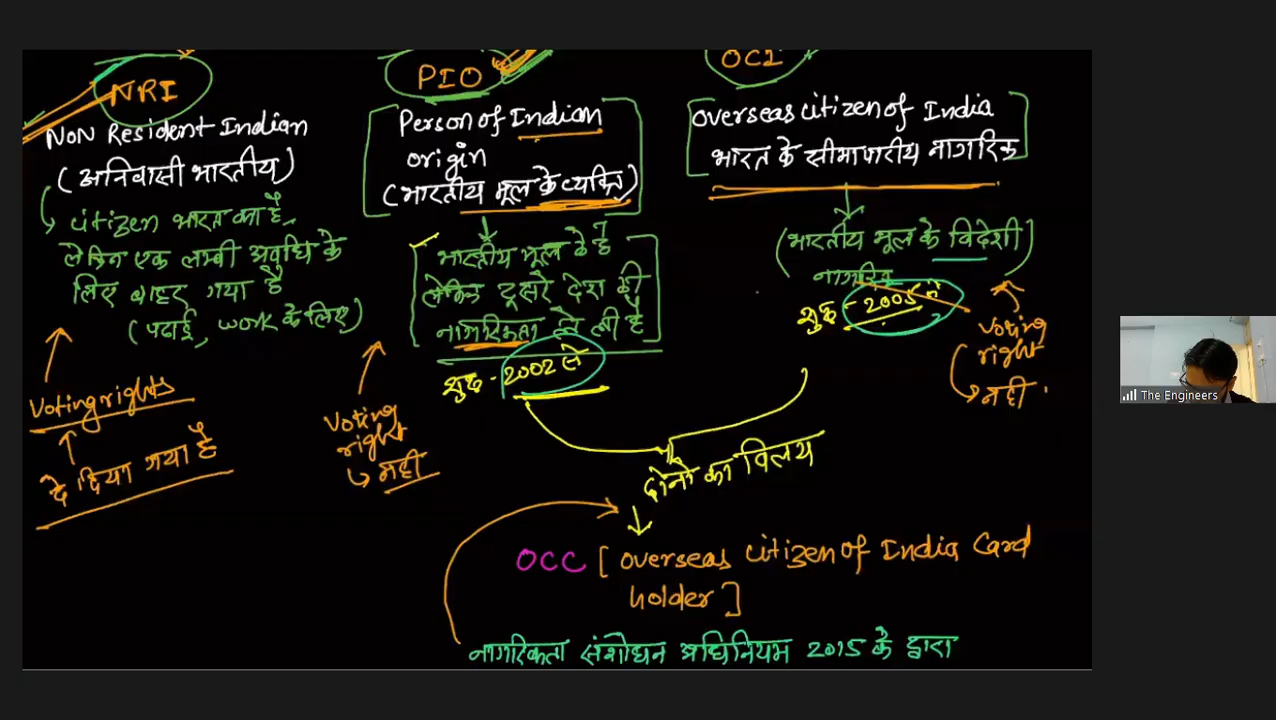 NRI
NoN Resident Indian
(अनिवासी भारतीय)
citizen भारत का है
लेकिन एक लम्बी अवधि के
लिए बाहर गया है
(पढाई, work के लिए)
Voting rights
दे दिया गया है
PIO
Person of Indian
origin
(भारतीय मूल के व्यक्ति)
भारतीय मूल के है
लेकिन दूसरे देश की
नागरिकता ले ली है
शुरू - 2002 से
Voting
right
नही
OCI
Overseas citizen of India
भारत के सीमापारीय नागरिक
(भारतीय मूल के विदेशी
नागरिक
शुरू - 2005 से
Voting
right
नही
दोनो का विलय
OCC [Overseas citizen of India Card
holder]
नागरिकता संशोधन अधिनियम 2015 के द्वारा
The Engineers